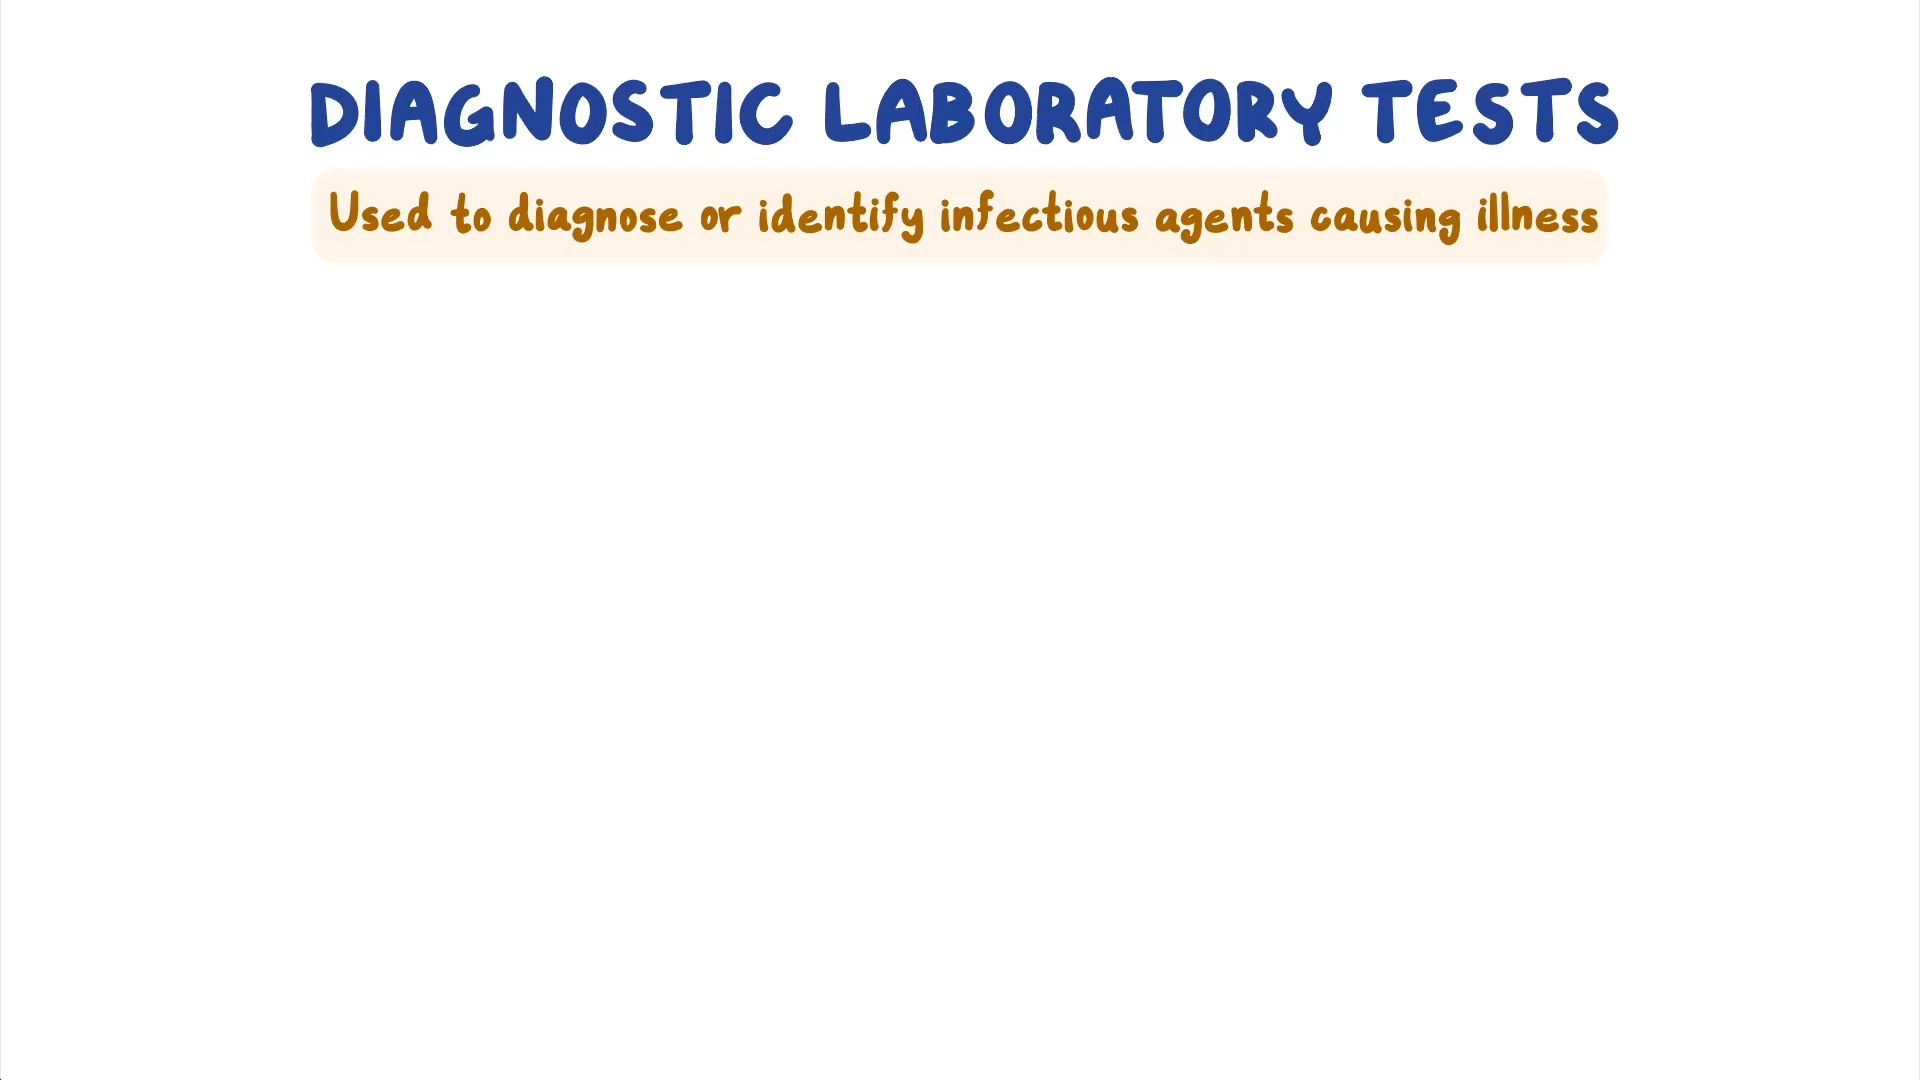 DIAGNOSTIC LABORATORY TESTS
Used to diagnose or identify infectious agents causing illness